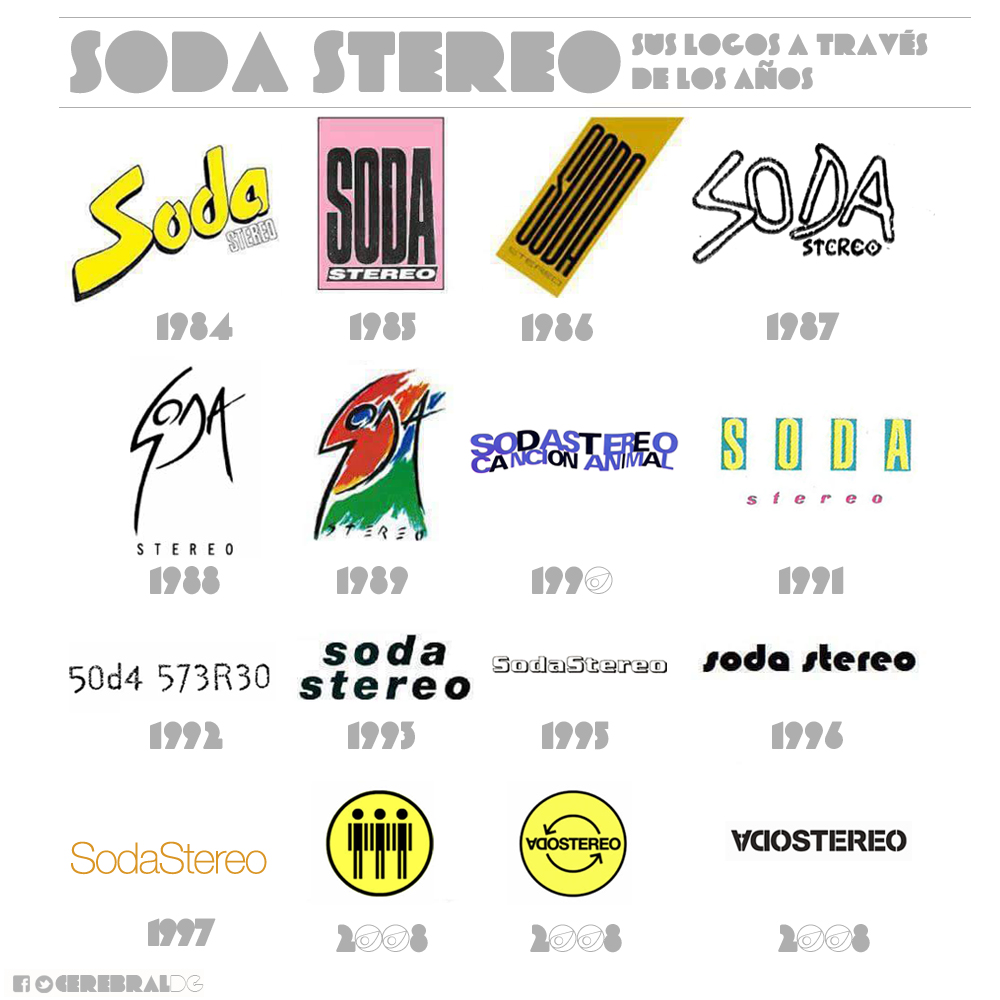 SODA STEREO
SUS LOGOS A TRAVÉS
DE LOS AÑOS
Soda
STEREO
SODA
STEREO
SODA
STEREO
SODA
STEREO
1984
1985
1986
1987
SODA
STEREO
SODA
STEREO
SODASTEREO
CANCION ANIMAL
SODA
stereo
1988
1989
1990
1991
50d4 573R30
soda
stereo
SodaStereo
soda stereo
1992
1993
1995
1996
SodaStereo
ADOSTEREO
ADOSTEREO
1997
2008
2008
2008
CEREBRALDG